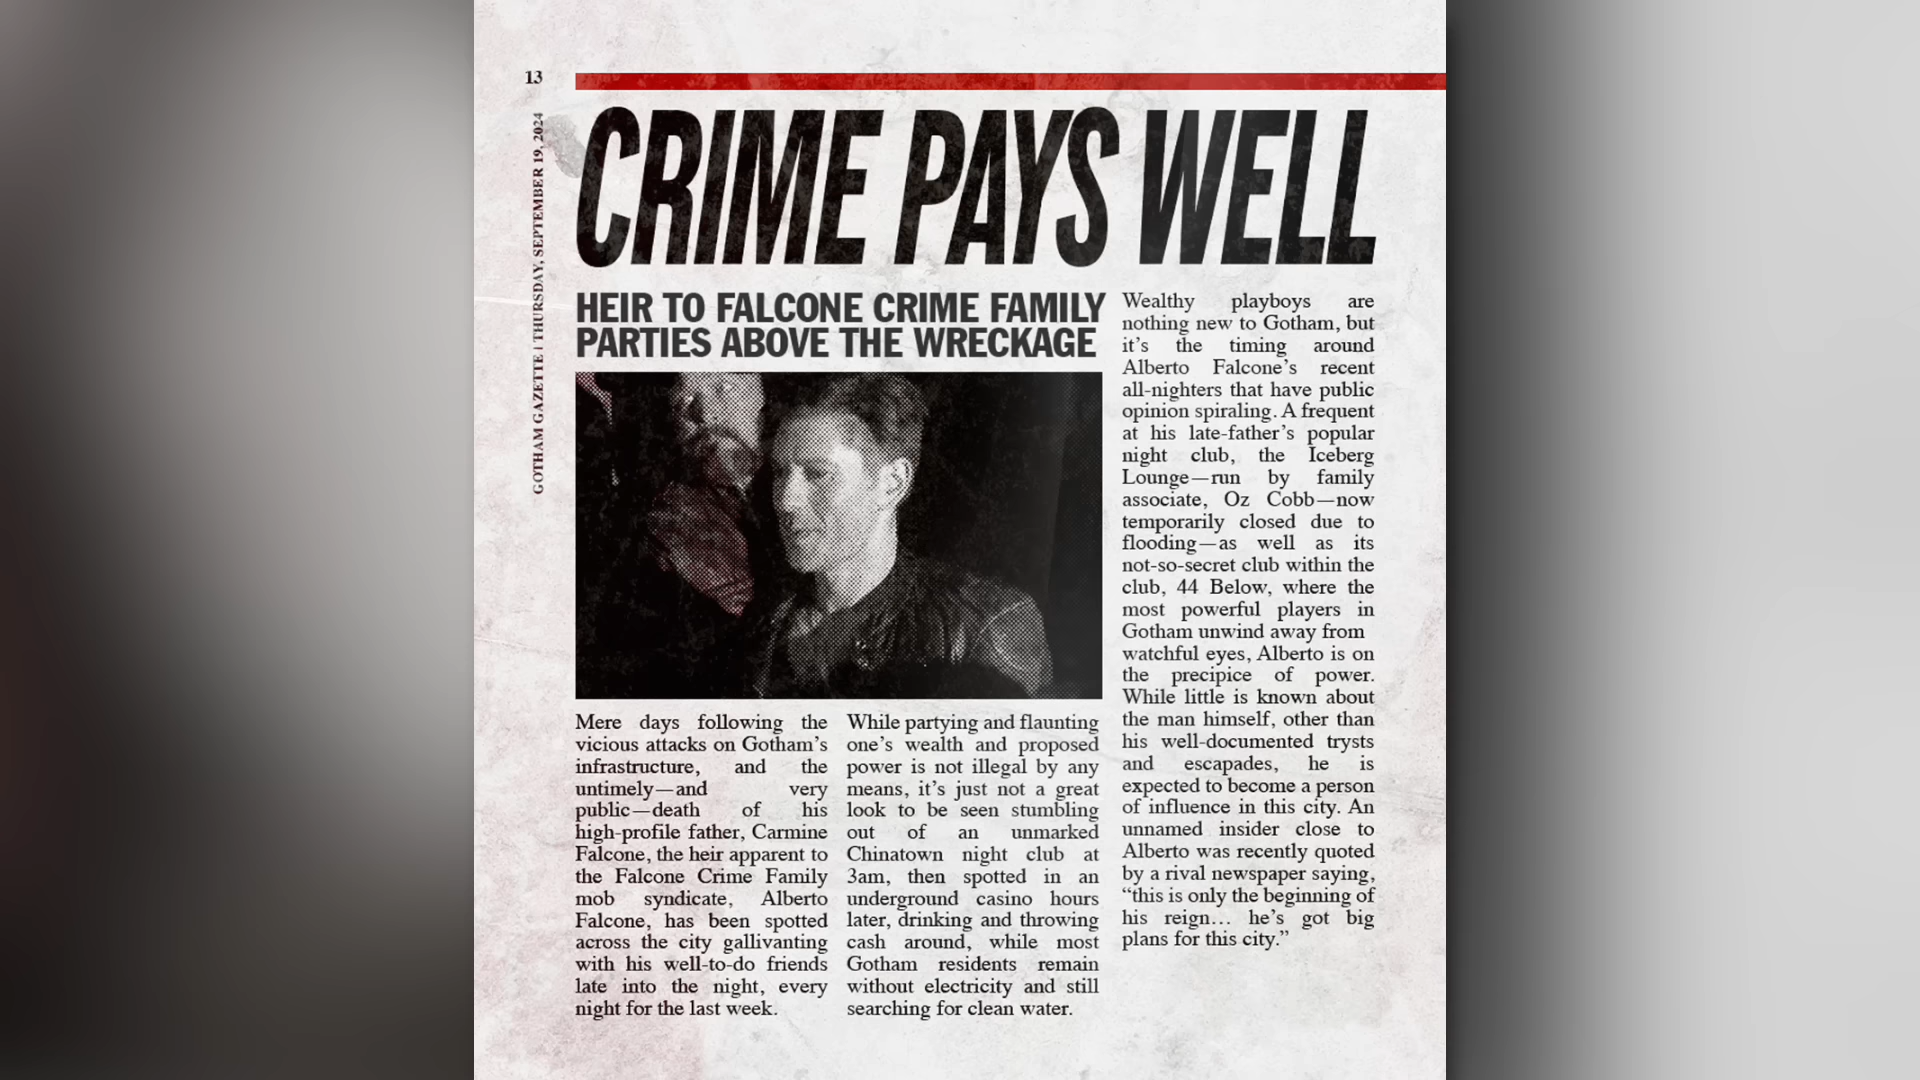 13
GOTHAM GAZETTE | THURSDAY, SEPTEMBER 19, 2024
CRIME PAYS WELL
HEIR TO FALCONE CRIME FAMILY
PARTIES ABOVE THE WRECKAGE
Mere days following the
vicious attacks on Gotham’s
infrastructure, and the
untimely—and very
public—death of his
high-profile father, Carmine
Falcone, the heir apparent to
the Falcone Crime Family
mob syndicate, Alberto
Falcone, has been spotted
across the city gallivanting
with his well-to-do friends
late into the night, every
night for the last week.
While partying and flaunting
one’s wealth and proposed
power is not illegal by any
means, it’s just not a great
look to be seen stumbling
out of an unmarked
Chinatown night club at
3am, then spotted in an
underground casino hours
later, drinking and throwing
cash around, while most
Gotham residents remain
without electricity and still
searching for clean water.
Wealthy playboys are
nothing new to Gotham, but
it’s the timing around
Alberto Falcone’s recent
all-nighters that have public
opinion spiraling. A frequent
at his late-father’s popular
night club, the Iceberg
Lounge—run by family
associate, Oz Cobb—now
temporarily closed due to
flooding—as well as its
not-so-secret club within the
club, 44 Below, where the
most powerful players in
Gotham unwind away from
watchful eyes, Alberto is on
the precipice of power.
While little is known about
the man himself, other than
his well-documented trysts
and escapades, he is
expected to become a person
of influence in this city. An
unnamed insider close to
Alberto was recently quoted
by a rival newspaper saying,
“this is only the beginning of
his reign... he’s got big
plans for this city.”